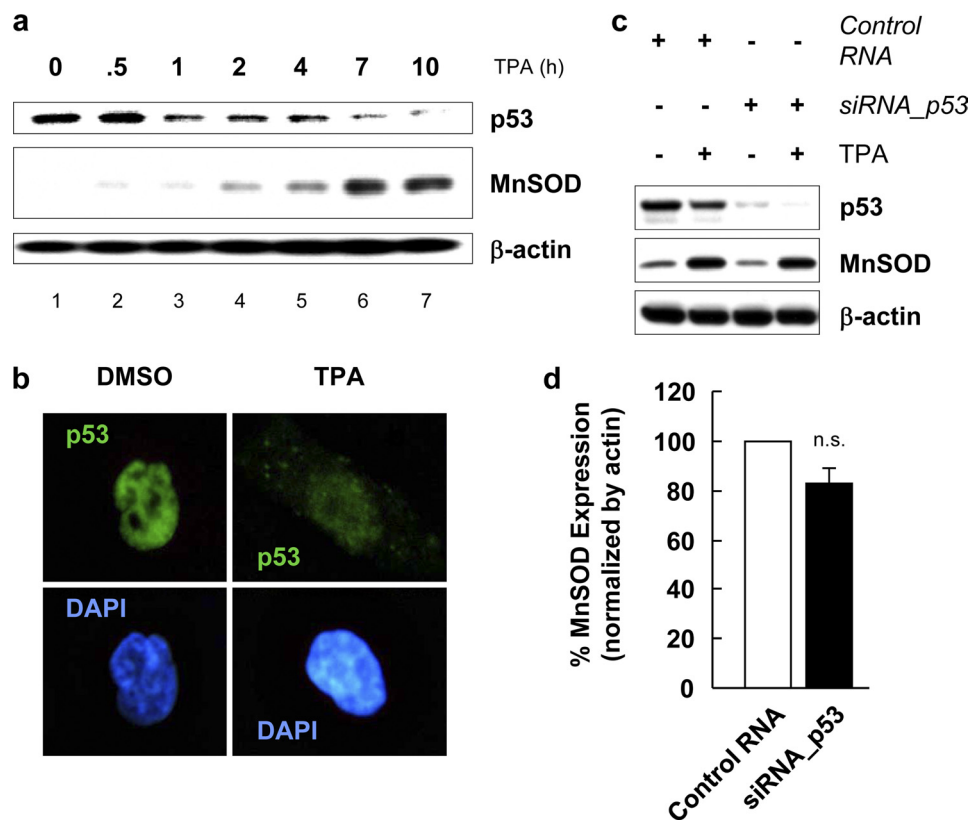 a
0 .5 1 2 4 7 10 TPA (h)
p53
MnSOD
β-actin
1 2 3 4 5 6 7
b
DMSO TPA
p53
p53
DAPI
DAPI
c
+ + - - Control
RNA
- - + + siRNA_p53
- + - + TPA
p53
MnSOD
β-actin
d
% MnSOD Expression
(normalized by actin)
120
100
80
60
40
20
0
n.s.
Control RNA
siRNA_p53